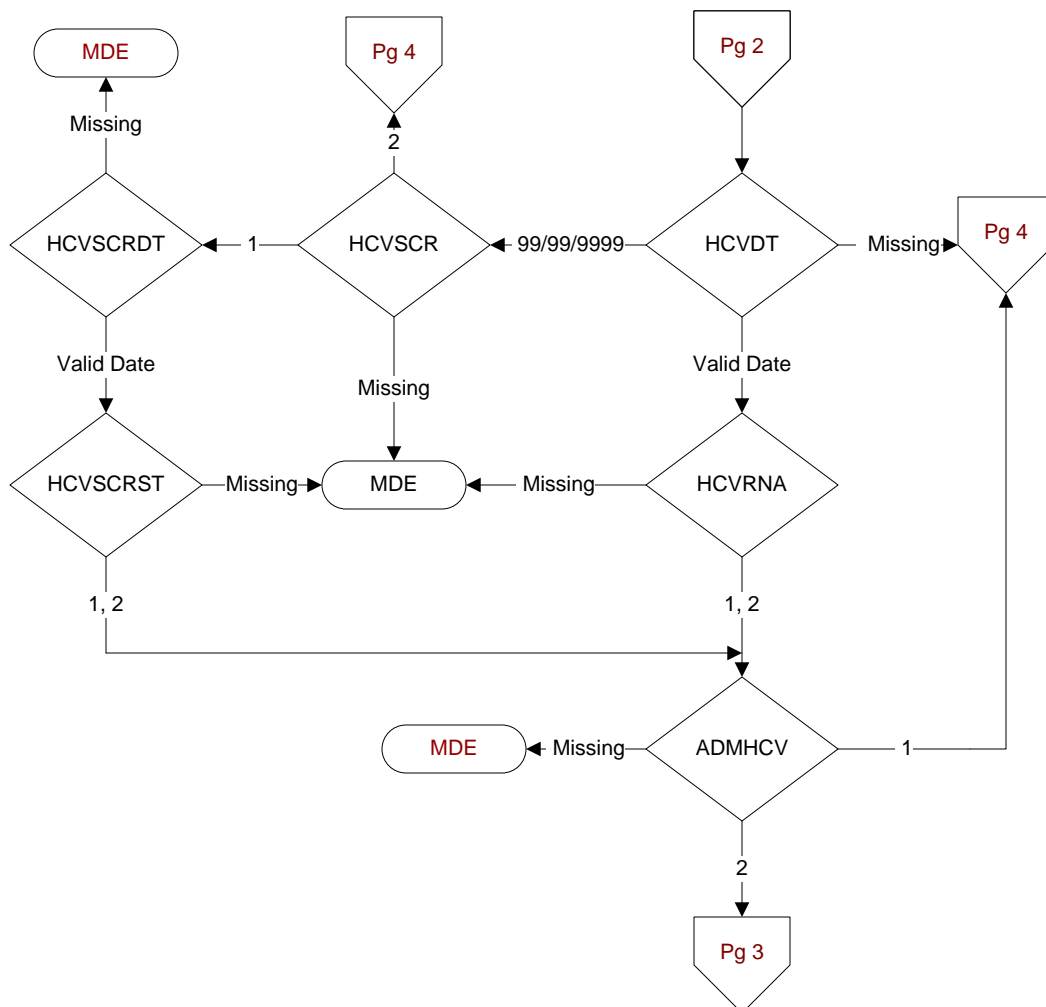 MDE
Pg 4
Pg 2
Missing
2
HCVSCRDT
1
HCVSCR
99/99/9999
HCVDT
Missing
Pg 4
Valid Date
Missing
Valid Date
HCVSCRST
Missing
MDE
Missing
HCVRNA
1, 2
1, 2
MDE
Missing
ADMHCV
1
2
Pg 3